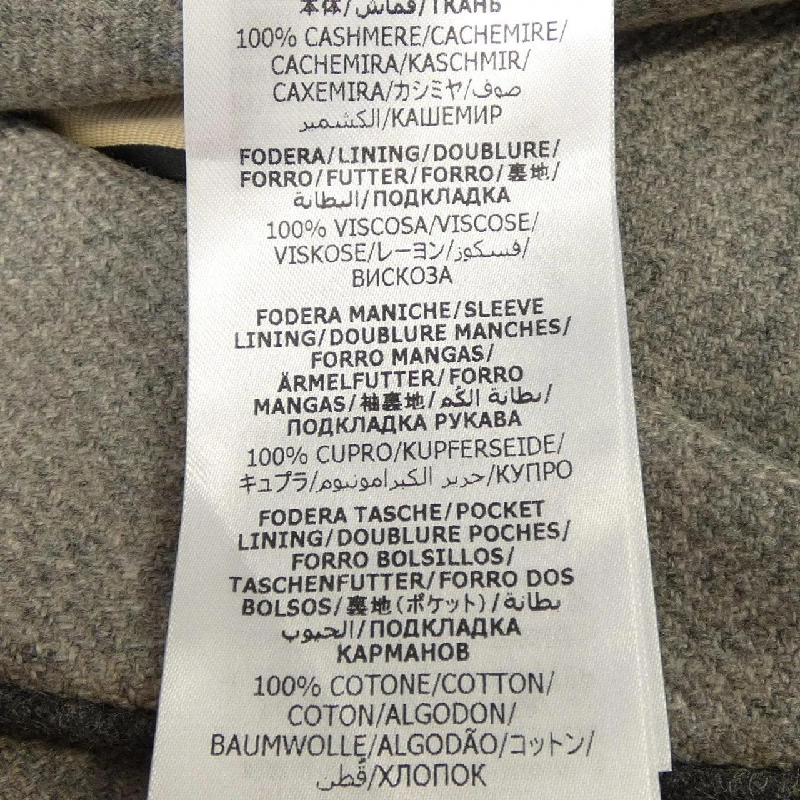 本体/قماش/ТКАНЬ
100% CASHMERE/CACHEMIRE/
CACHEMIRA/KASCHMIR/
CAXEMIRA/カシミヤ/صوف
الكشمير/КАШЕМИР
FODERA/LINING/DOUBLURE/
FORRO/FUTTER/FORRO/裏地/
البطانة/ПОДКЛАДКА
100% VISCOSA/VISCOSE/
VISKOSE/レーヨン/فسكوز/
ВИСКОЗА
FODERA MANICHE/SLEEVE
LINING/DOUBLURE MANCHES/
FORRO MANGAS/
ÄRMELFUTTER/FORRO
MANGAS/袖裏地/بطانة الكُم/
ПОДКЛАДКА РУКАВА
100% CUPRO/KUPFERSEIDE/
キュプラ/حرير الكبرامونيوم/КУПРО
FODERA TASCHE/POCKET
LINING/DOUBLURE POCHES/
FORRO BOLSILLOS/
TASCHENFUTTER/FORRO DOS
BOLSOS/裏地(ポケット)/بطانة
الجيوب/ПОДКЛАДКА
КАРМАНОВ
100% COTONE/COTTON/
COTON/ALGODON/
BAUMWOLLE/ALGODÃO/コットン/
قُطن/ХЛОПОК